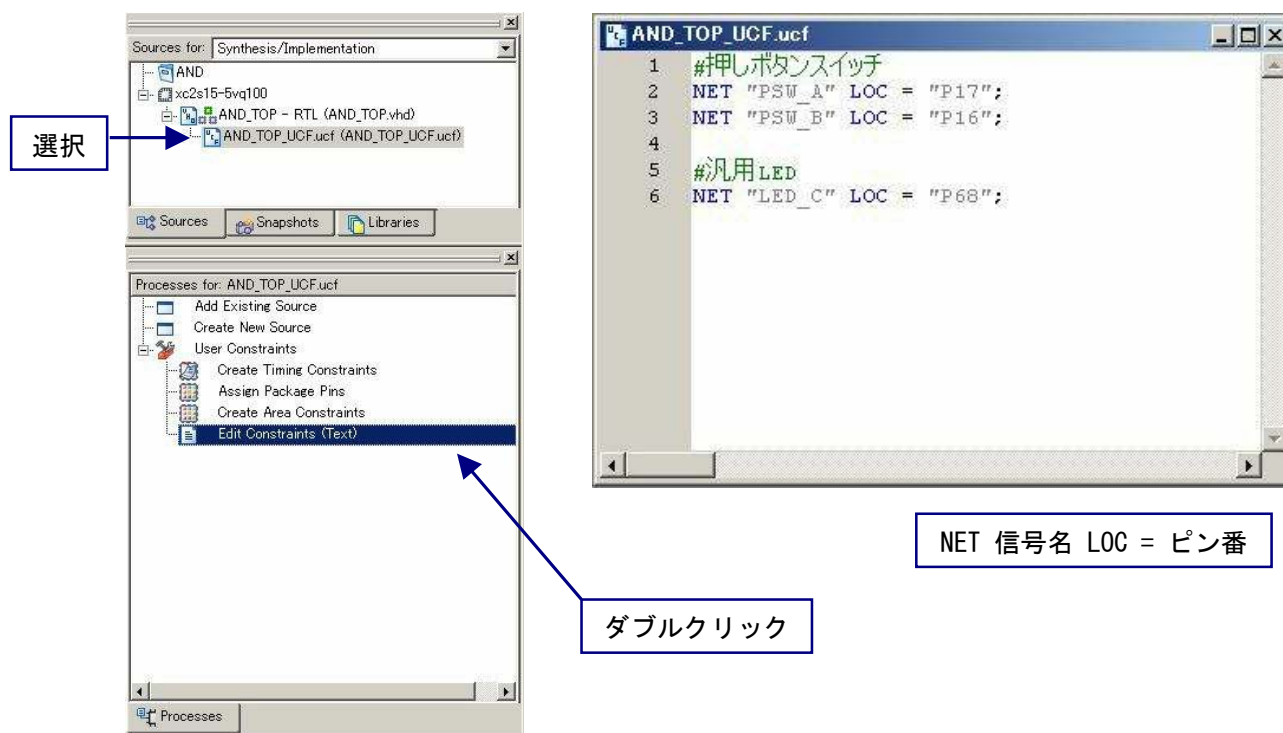 Sources for: Synthesis/Implementation
AND
xc2s15-5vq100
AND_TOP - RTL (AND_TOP.vhd)
AND_TOP_UCF.ucf (AND_TOP_UCF.ucf)
選択
Sources Snapshots Libraries
Processes for: AND_TOP_UCF.ucf
Add Existing Source
Create New Source
User Constraints
Create Timing Constraints
Assign Package Pins
Create Area Constraints
Edit Constraints (Text)
Processes
AND_TOP_UCF.ucf
1 #押しボタンスイッチ
2 NET "PSW_A" LOC = "P17";
3 NET "PSW_B" LOC = "P16";
4
5 #汎用LED
6 NET "LED_C" LOC = "P68";
NET 信号名 LOC = ピン番
ダブルクリック